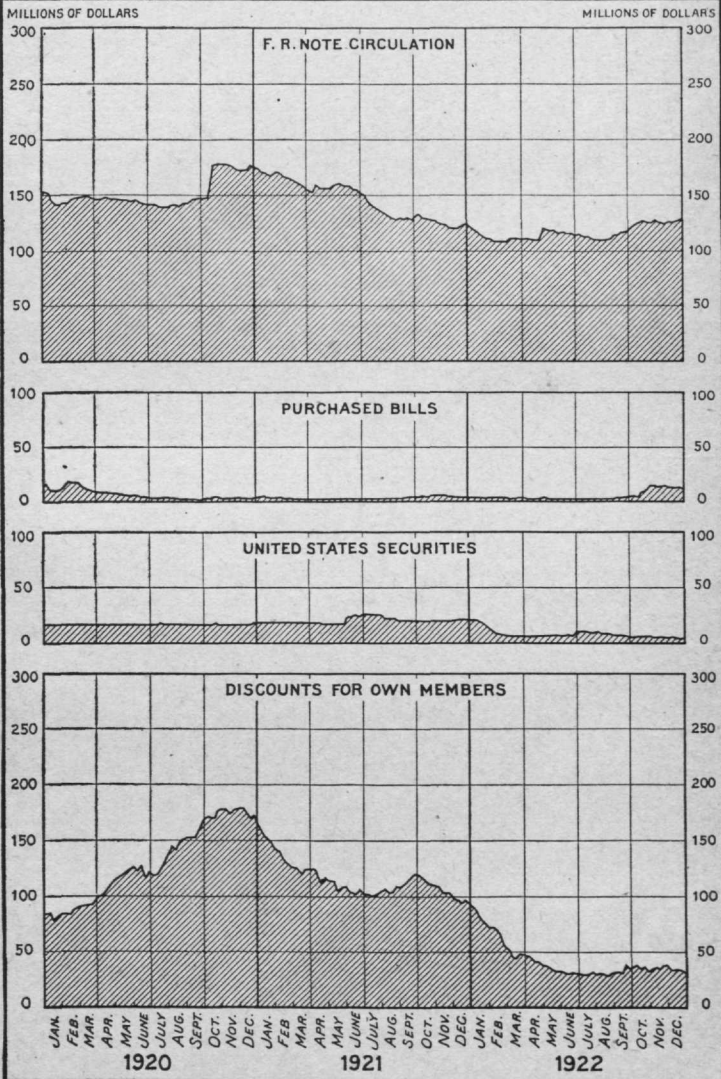 MILLIONS OF DOLLARS MILLIONS OF DOLLARS
F. R. NOTE CIRCULATION
300 300
250 250
200 200
150 150
100 100
50 50
0 0
PURCHASED BILLS
100 100
50 50
0 0
UNITED STATES SECURITIES
100 100
50 50
0 0
DISCOUNTS FOR OWN MEMBERS
300 300
250 250
200 200
150 150
100 100
50 50
0 0
JAN. FEB. MAR. APR. MAY JUNE JULY AUG. SEPT. OCT. NOV. DEC. JAN. FEB MAR. APR. MAY JUNE JULY AUG. SEPT. OCT. NOV. DEC. JAN. FEB. MAR. APR. MAY JUNE JULY AUG. SEPT. OCT. NOV. DEC.
1920 1921 1922